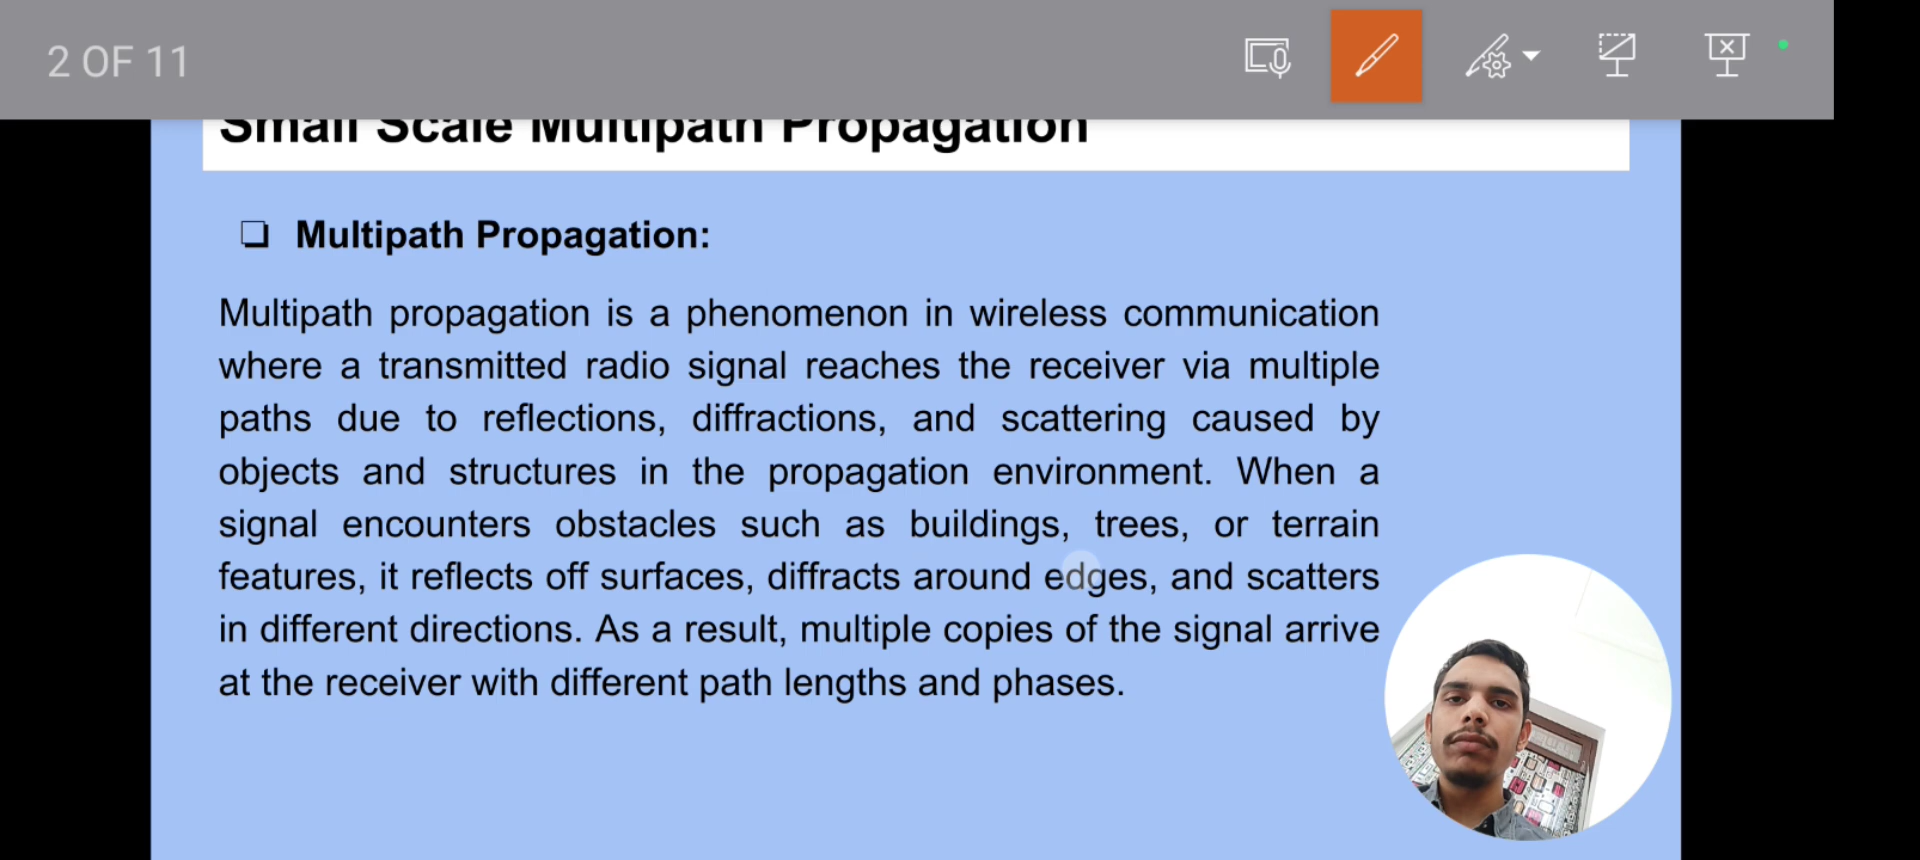 2 OF 11
Small Scale Multipath Propagation
Multipath Propagation:
Multipath propagation is a phenomenon in wireless communication
where a transmitted radio signal reaches the receiver via multiple
paths due to reflections, diffractions, and scattering caused by
objects and structures in the propagation environment. When a
signal encounters obstacles such as buildings, trees, or terrain
features, it reflects off surfaces, diffracts around edges, and scatters
in different directions. As a result, multiple copies of the signal arrive
at the receiver with different path lengths and phases.